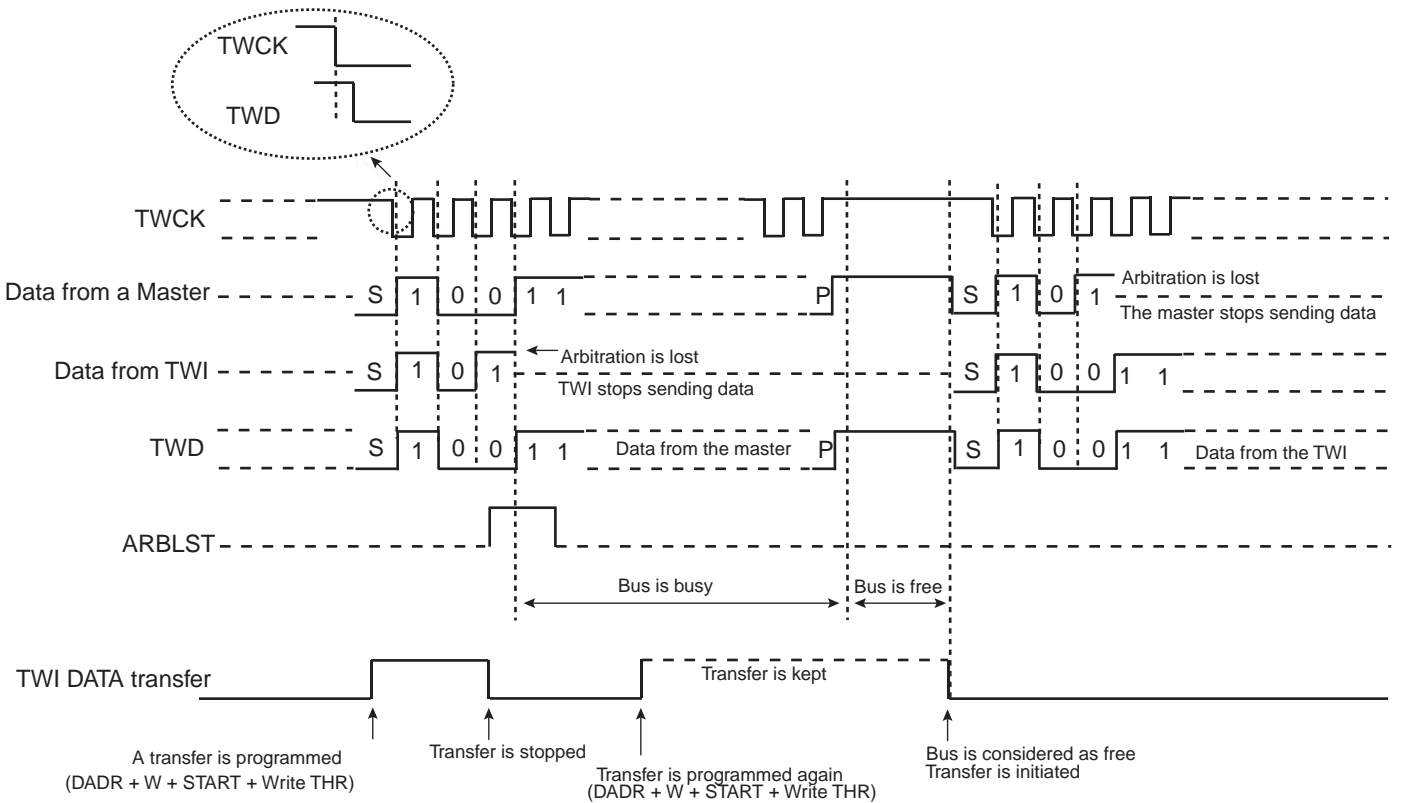 TWCK
TWD
TWCK
Data from a Master S 1 0 0 1 1 P S 1 0 1 Arbitration is lost
The master stops sending data
Data from TWI S 1 0 1 Arbitration is lost S 1 0 0 1 1
TWI stops sending data
TWD S 1 0 0 1 1 Data from the master P S 1 0 0 1 1 Data from the TWI
ARBLST
Bus is busy Bus is free
TWI DATA transfer Transfer is kept
A transfer is programmed
(DADR + W + START + Write THR)
Transfer is stopped
Transfer is programmed again
(DADR + W + START + Write THR)
Bus is considered as free
Transfer is initiated